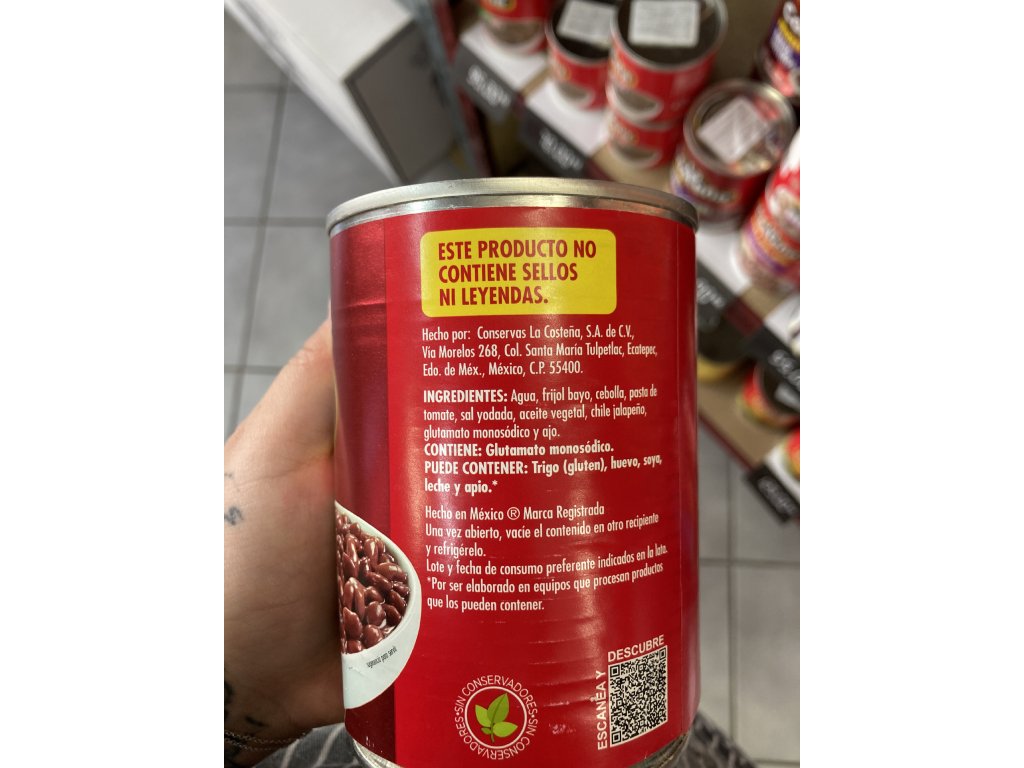 ESTE PRODUCTO NO
CONTIENE SELLOS
NI LEYENDAS.
Hecho por: Conservas La Costeña, S.A. de C.V.,
Vía Morelos 268, Col. Santa María Tulpetlac, Ecatepec,
Edo. de Méx., México, C.P. 55400.
INGREDIENTES: Agua, frijol bayo, cebolla, pasta de
tomate, sal yodada, aceite vegetal, chile jalapeño,
glutamato monosódico y ajo.
CONTIENE: Glutamato monosódico.
PUEDE CONTENER: Trigo (gluten), huevo, soya,
leche y apio.*
Hecho en México ® Marca Registrada
Una vez abierto, vacíe el contenido en otro recipiente
y refrigérelo.
Lote y fecha de consumo preferente indicados en la lata.
*Por ser elaborado en equipos que procesan productos
que los pueden contener.
SIN CONSERVADORES•SIN CONSERVADORES•
ESCANEA Y
DESCUBRE